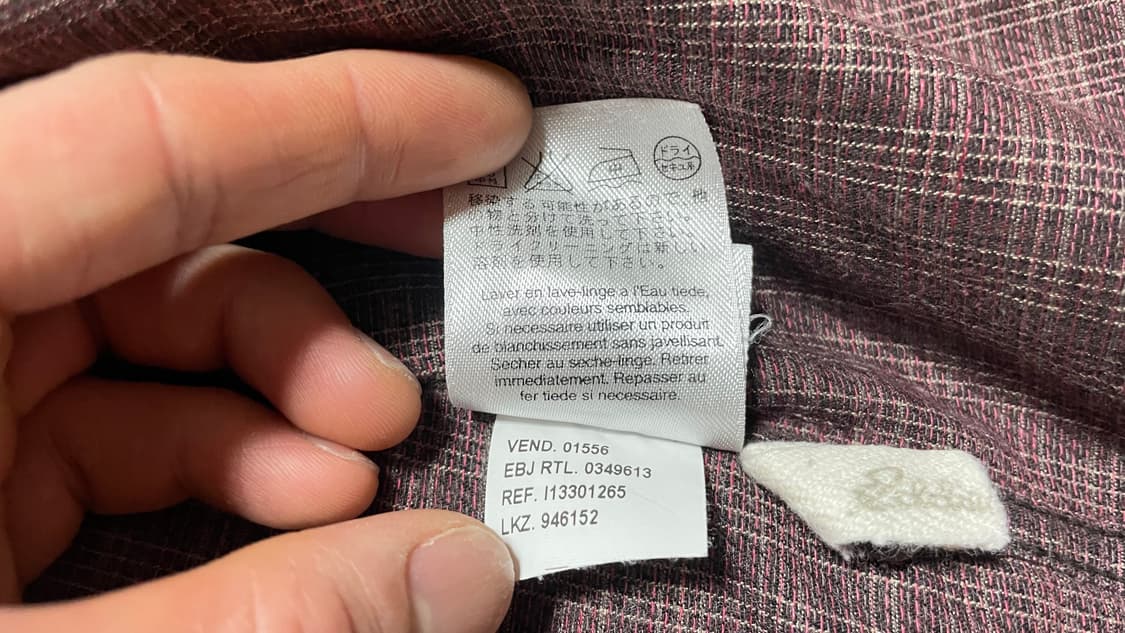 ドライ
セキユ系
中
移染する可能性があるので、他
の物と分けて洗って下さい。
中性洗剤を使用して下さい。
ドライクリーニングは新しい
溶剤を使用して下さい。
Laver en lave-linge a l'Eau tiede,
avec couleurs semblables.
Si necessaire utiliser un produit
de blanchissement sans javellisant.
Secher au seche-linge. Retirer
immediatement. Repasser au
fer tiede si necessaire.
VEND. 01556
EBJ RTL. 0349613
REF. I13301265
LKZ. 946152